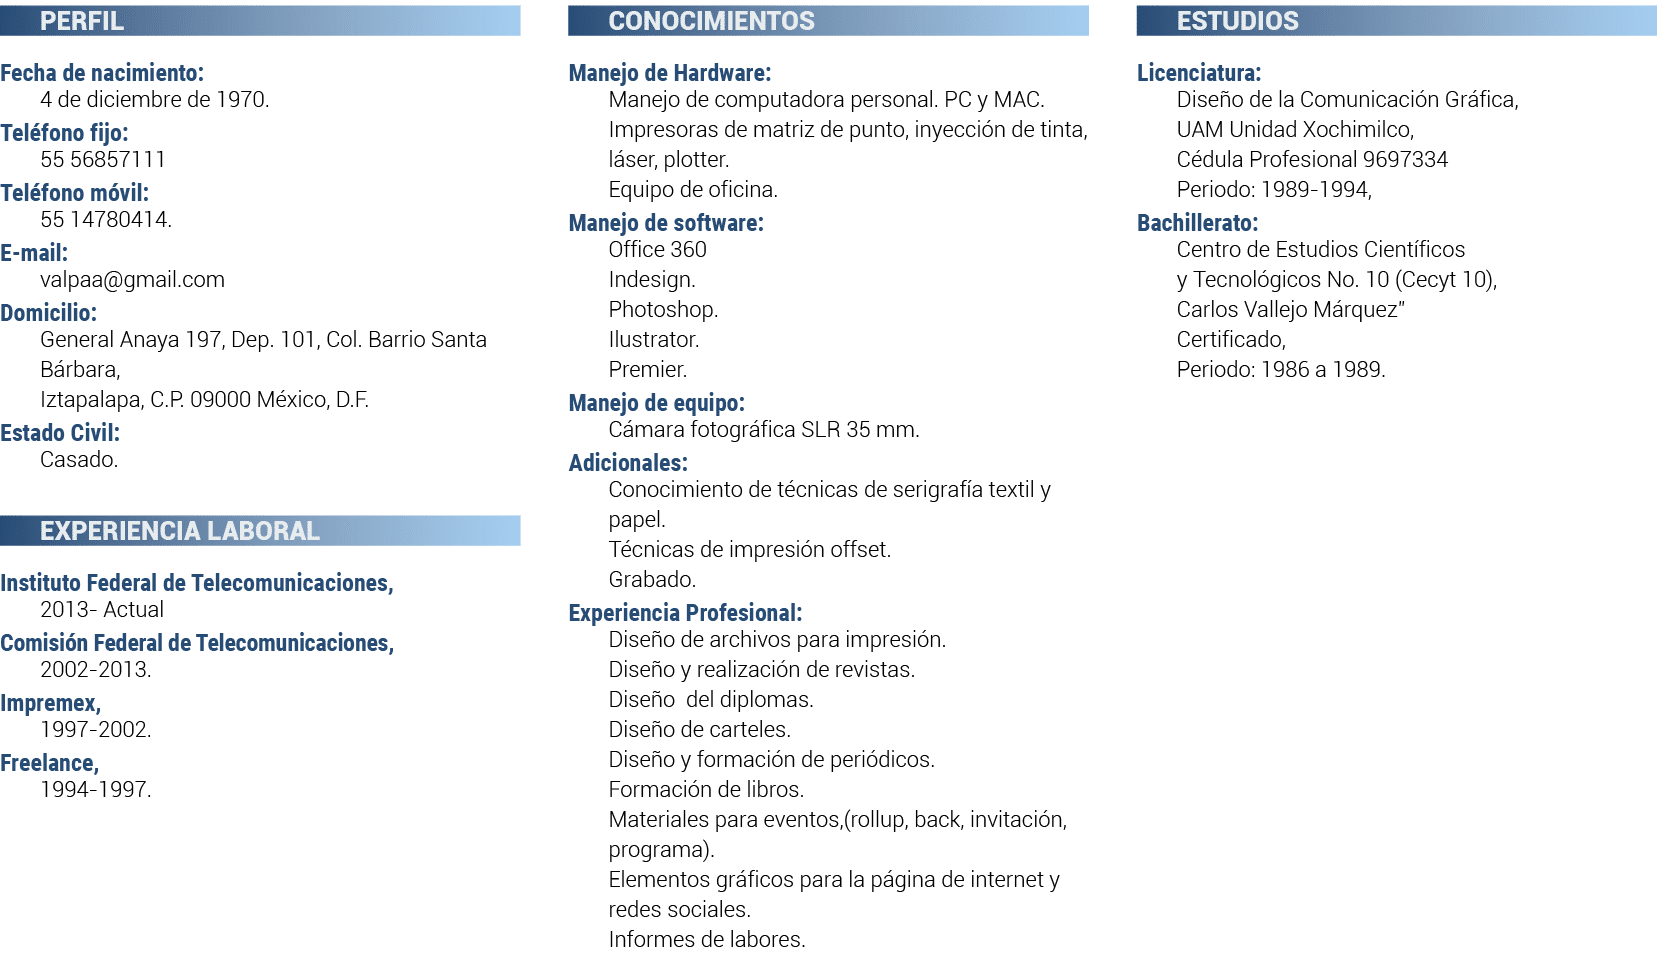 PERFIL
Fecha de nacimiento:
4 de diciembre de 1970.
Teléfono fijo:
55 56857111
Teléfono móvil:
55 14780414.
E-mail:
valpaa@gmail.com
Domicilio:
General Anaya 197, Dep. 101, Col. Barrio Santa
Bárbara,
Iztapalapa, C.P. 09000 México, D.F.
Estado Civil:
Casado.
EXPERIENCIA LABORAL
Instituto Federal de Telecomunicaciones,
2013- Actual
Comisión Federal de Telecomunicaciones,
2002-2013.
Impremex,
1997-2002.
Freelance,
1994-1997.
CONOCIMIENTOS
Manejo de Hardware:
Manejo de computadora personal. PC y MAC.
Impresoras de matriz de punto, inyección de tinta,
láser, plotter.
Equipo de oficina.
Manejo de software:
Office 360
Indesign.
Photoshop.
Ilustrator.
Premier.
Manejo de equipo:
Cámara fotográfica SLR 35 mm.
Adicionales:
Conocimiento de técnicas de serigrafía textil y
papel.
Técnicas de impresión offset.
Grabado.
Experiencia Profesional:
Diseño de archivos para impresión.
Diseño y realización de revistas.
Diseño  del diplomas.
Diseño de carteles.
Diseño y formación de periódicos.
Formación de libros.
Materiales para eventos,(rollup, back, invitación,
programa).
Elementos gráficos para la página de internet y
redes sociales.
Informes de labores.
ESTUDIOS
Licenciatura:
Diseño de la Comunicación Gráfica,
UAM Unidad Xochimilco,
Cédula Profesional 9697334
Periodo: 1989-1994,
Bachillerato:
Centro de Estudios Científicos
y Tecnológicos No. 10 (Cecyt 10),
Carlos Vallejo Márquez”
Certificado,
Periodo: 1986 a 1989.